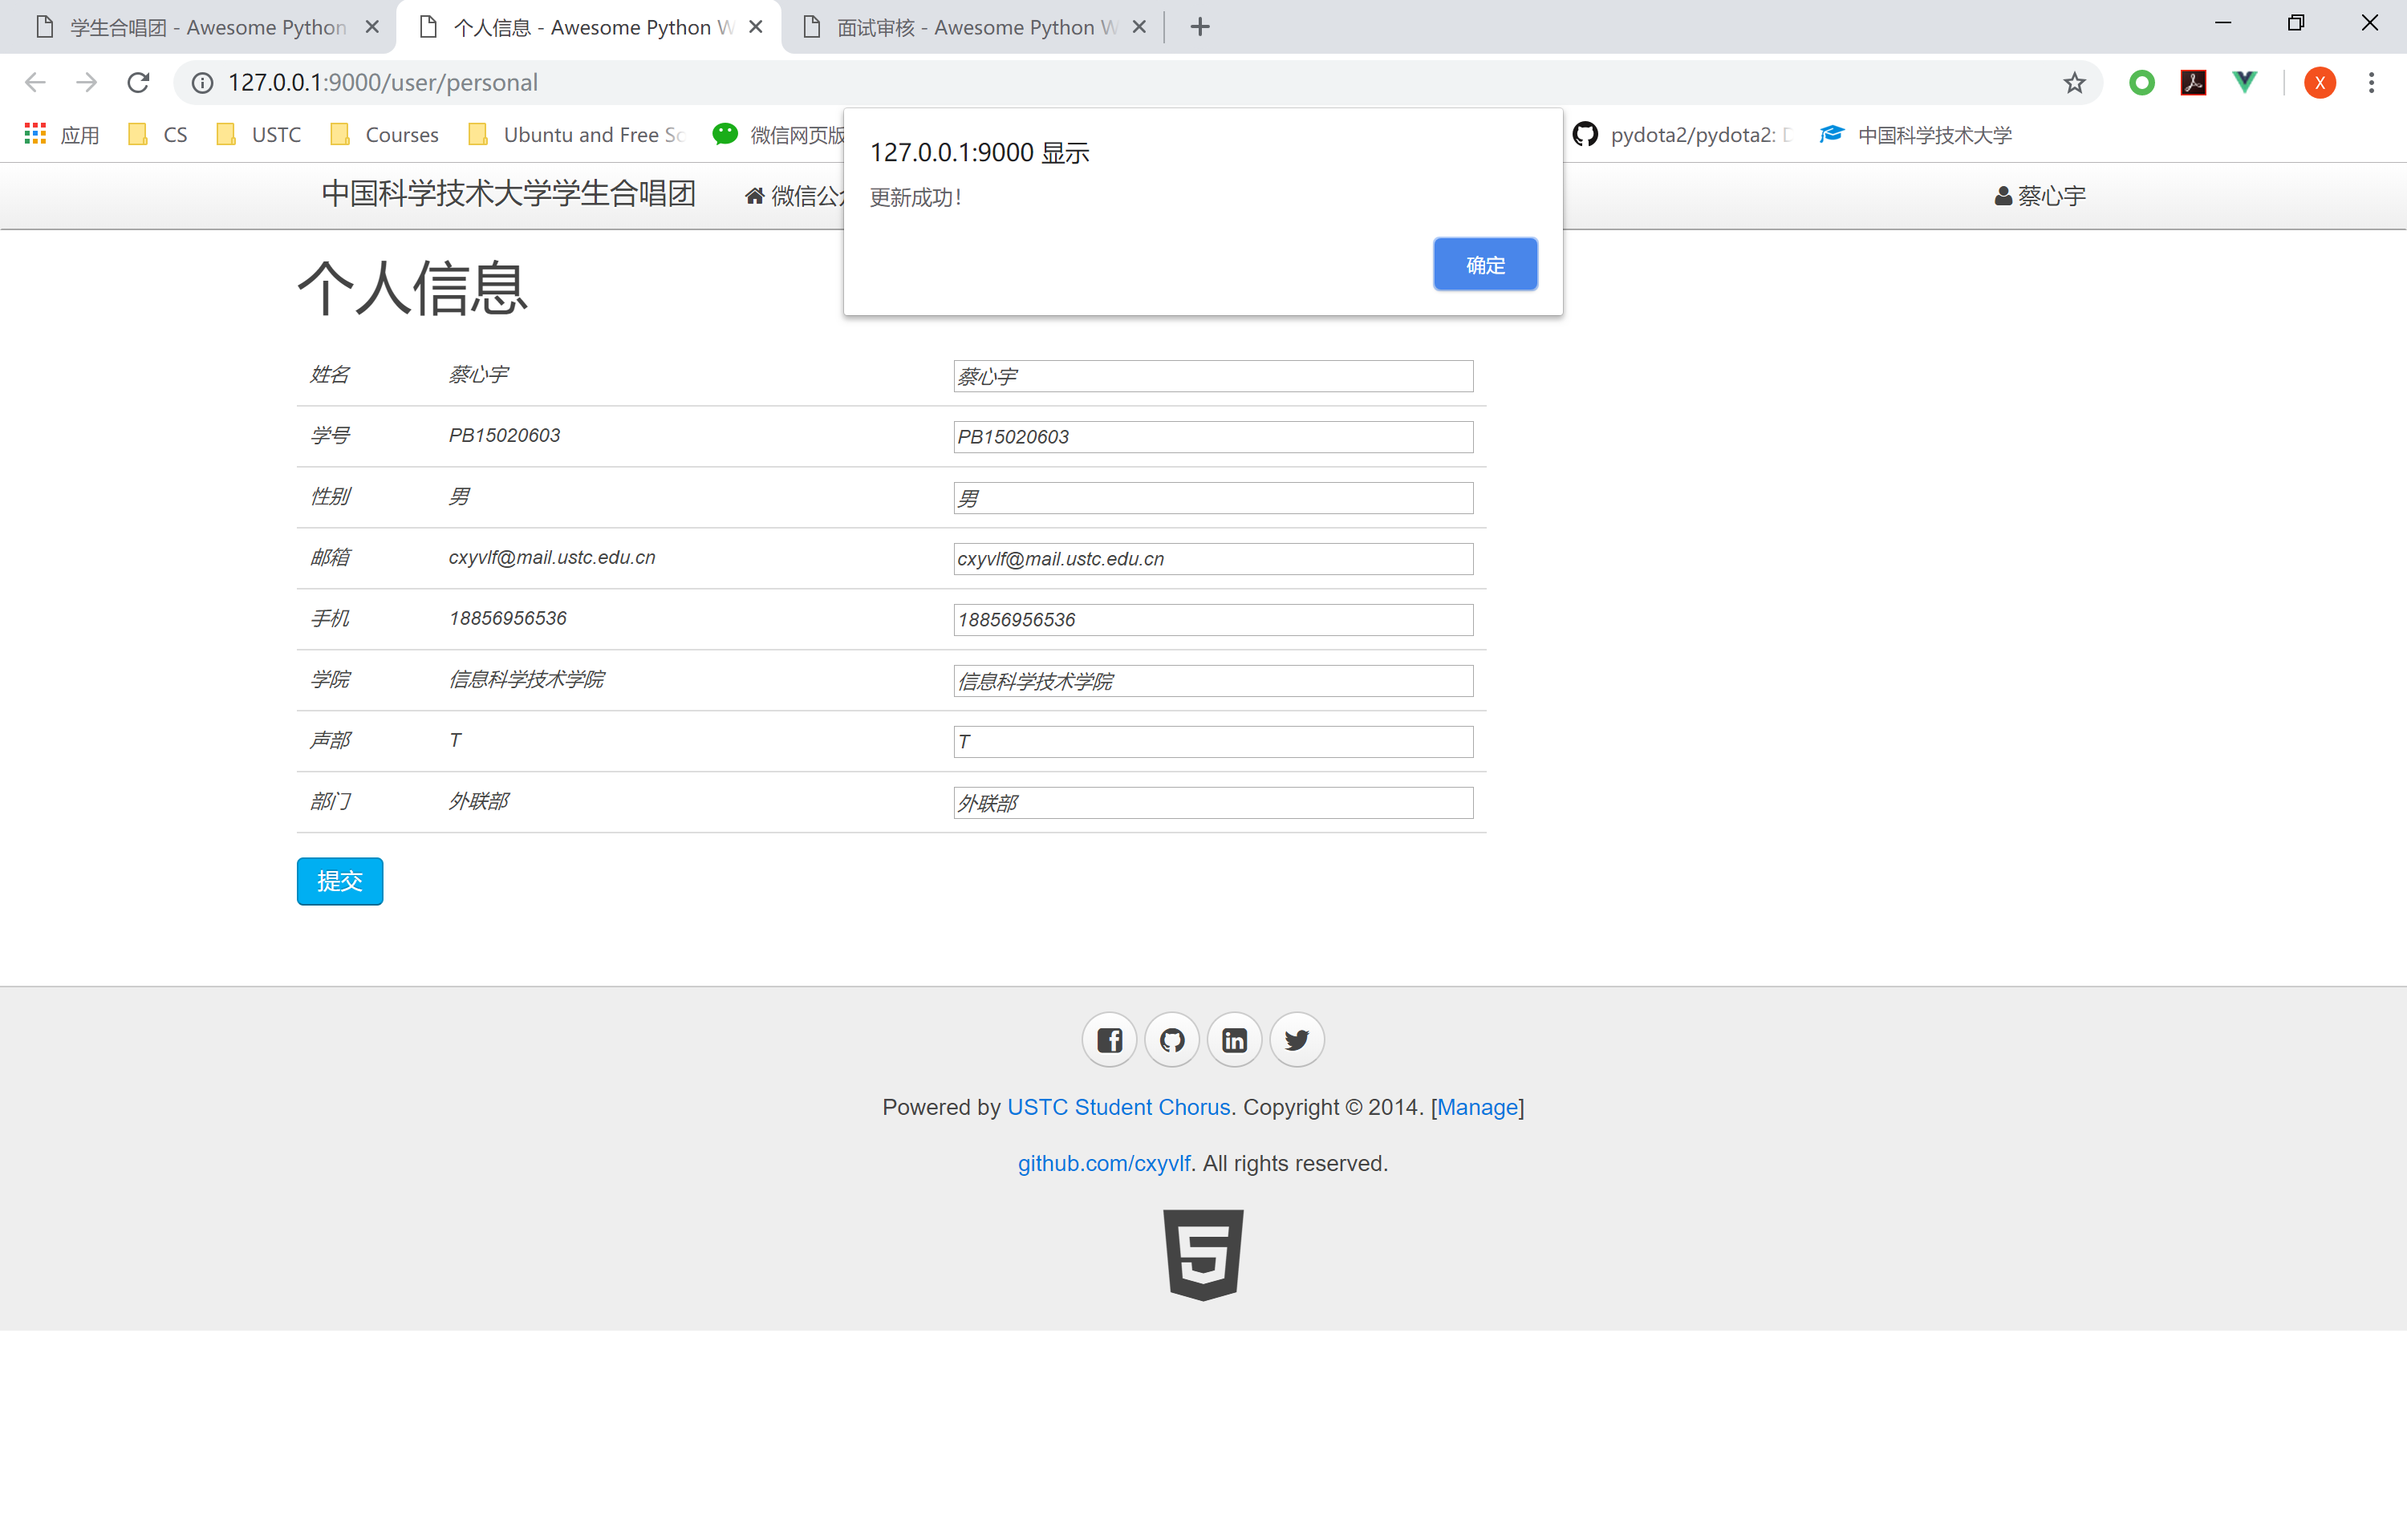 学生合唱团 - Awesome Python
个人信息 - Awesome Python W
面试审核 - Awesome Python W
127.0.0.1:9000/user/personal
X
应用 CS USTC Courses Ubuntu and Free So 微信网页版 pydota2/pydota2: D 中国科学技术大学
127.0.0.1:9000 显示
更新成功！
确定
中国科学技术大学学生合唱团 微信公众 蔡心宇
个人信息
姓名 蔡心宇 蔡心宇
学号 PB15020603 PB15020603
性别 男 男
邮箱 cxyvlf@mail.ustc.edu.cn cxyvlf@mail.ustc.edu.cn
手机 18856956536 18856956536
学院 信息科学技术学院 信息科学技术学院
声部 T T
部门 外联部 外联部
提交
Powered by USTC Student Chorus. Copyright © 2014. [Manage]
github.com/cxyvlf. All rights reserved.